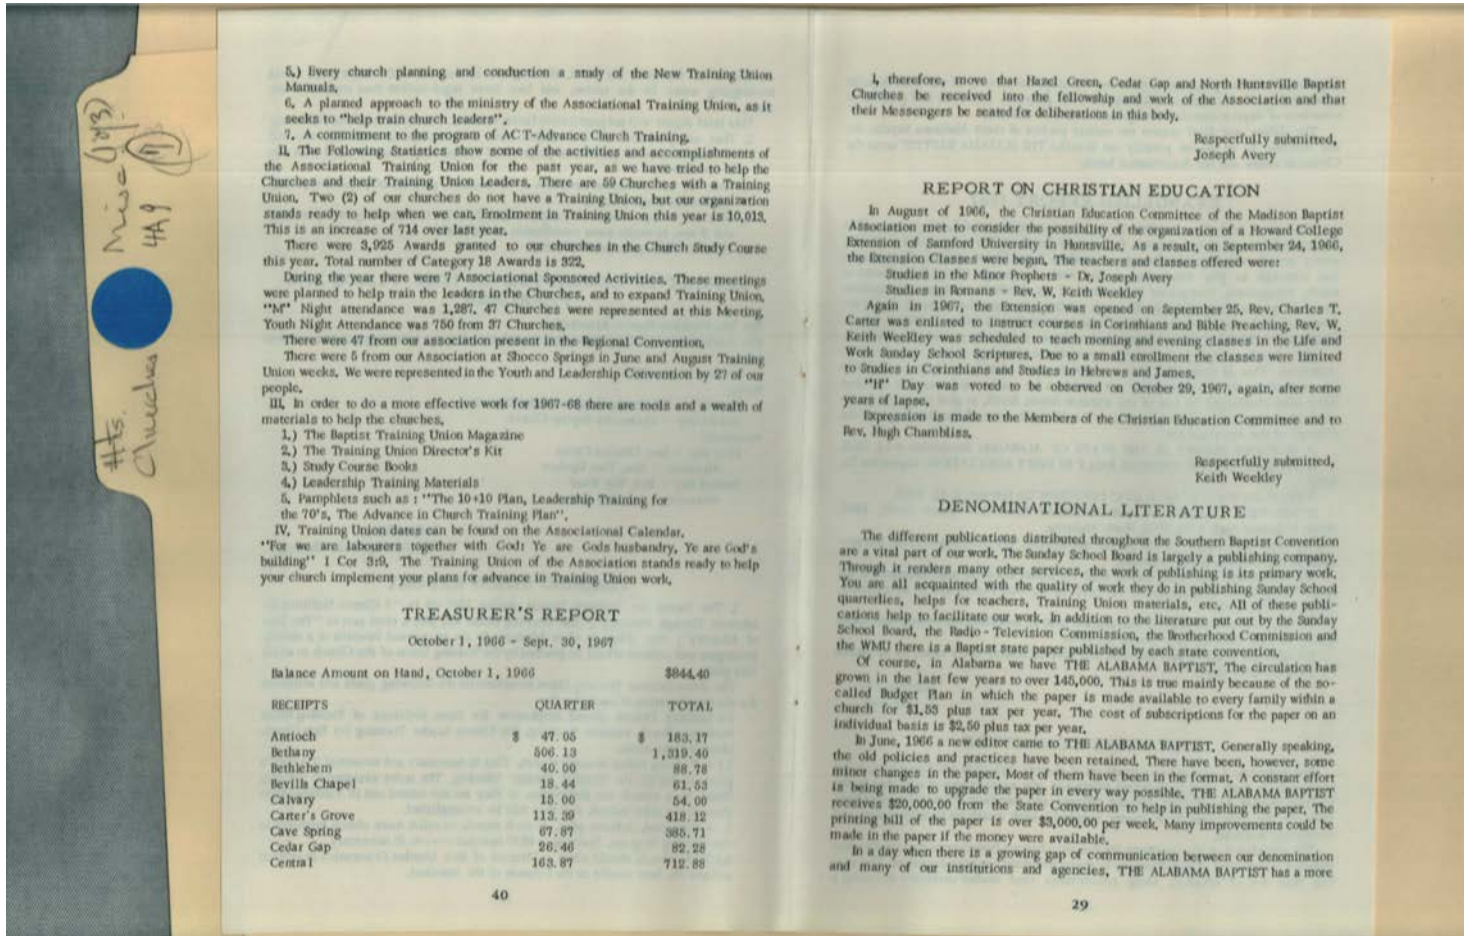 Hts. Misc (1 of 3)
Churches 4A9 (7)
5.) Every church planning and conduction a study of the New Training Union
Manuals.
6. A planned approach to the ministry of the Associational Training Union, as it
seeks to "help train church leaders".
7. A commitment to the program of ACT-Advance Church Training.
II. The Following Statistics show some of the activities and accomplishments of
the Associational Training Union for the past year, as we have tried to help the
Churches and their Training Union Leaders. There are 59 Churches with a Training
Union. Two (2) of our churches do not have a Training Union, but our organization
stands ready to help when we can. Enrolment in Training Union this year is 10,013.
This is an increase of 714 over last year.
There were 3,925 Awards granted to our churches in the Church Study Course
this year. Total number of Category 18 Awards is 322.
During the year there were 7 Associational Sponsored Activities. These meetings
were planned to help train the leaders in the Churches, and to expand Training Union.
"M" Night attendance was 1,287. 47 Churches were represented at this Meeting.
Youth Night Attendance was 750 from 37 Churches.
There were 47 from our association present in the Regional Convention.
There were 5 from our Association at Shocco Springs in June and August Training
Union weeks. We were represented in the Youth and Leadership Convention by 27 of our
people.
III. In order to do a more effective work for 1967-68 there are tools and a wealth of
materials to help the churches.
1.) The Baptist Training Union Magazine
2.) The Training Union Director's Kit
3.) Study Course Books
4.) Leadership Training Materials
5. Pamphlets such as : "The 10+10 Plan, Leadership Training for
the 70's, The Advance in Church Training Plan".
IV. Training Union dates can be found on the Associational Calendar.
"For we are labourers together with God: Ye are Gods husbandry, Ye are God's
building" I Cor 3:9. The Training Union of the Association stands ready to help
your church implement your plans for advance in Training Union work.
TREASURER'S REPORT
October 1, 1966 - Sept. 30, 1967
Balance Amount on Hand, October 1, 1966 $844.40
RECEIPTS QUARTER TOTAL
Antioch $ 47.05 $ 183.17
Bethany 506.13 1,319.40
Bethlehem 40.00 88.78
Bevills Chapel 18.44 61.53
Calvary 15.00 54.00
Carter's Grove 113.39 418.12
Cave Spring 67.87 385.71
Cedar Gap 26.46 82.28
Central 163.87 712.88
40
I, therefore, move that Hazel Green, Cedar Gap and North Huntsville Baptist
Churches be received into the fellowship and work of the Association and that
their Messengers be seated for deliberations in this body.
Respectfully submitted,
Joseph Avery
REPORT ON CHRISTIAN EDUCATION
In August of 1966, the Christian Education Committee of the Madison Baptist
Association met to consider the possibility of the organization of a Howard College
Extension of Samford University in Huntsville. As a result, on September 24, 1966,
the Extension Classes were begun. The teachers and classes offered were:
Studies in the Minor Prophets - Dr. Joseph Avery
Studies in Romans - Rev. W. Keith Weekley
Again in 1967, the Extension was opened on September 25, Rev. Charles T.
Carter was enlisted to instruct courses in Corinthians and Bible Preaching. Rev. W.
Keith Weekley was scheduled to teach morning and evening classes in the Life and
Work Sunday School Scriptures. Due to a small enrollment the classes were limited
to Studies in Corinthians and Studies in Hebrews and James.
"H" Day was voted to be observed on October 29, 1967, again, after some
years of lapse.
Expression is made to the Members of the Christian Education Committee and to
Rev. Hugh Chambliss.
Respectfully submitted,
Keith Weekley
DENOMINATIONAL LITERATURE
The different publications distributed throughout the Southern Baptist Convention
are a vital part of our work. The Sunday School Board is largely a publishing company.
Through it renders many other services, the work of publishing is its primary work.
You are all acquainted with the quality of work they do in publishing Sunday School
quarterlies, helps for teachers, Training Union materials, etc. All of these publi-
cations help to facilitate our work. In addition to the literature put out by the Sunday
School Board, the Radio - Television Commission, the Brotherhood Commission and
the WMU there is a Baptist state paper published by each state convention.
Of course, in Alabama we have THE ALABAMA BAPTIST. The circulation has
grown in the last few years to over 145,000. This is true mainly because of the so-
called Budget Plan in which the paper is made available to every family within a
church for $1.53 plus tax per year. The cost of subscriptions for the paper on an
individual basis is $2.50 plus tax per year.
In June, 1966 a new editor came to THE ALABAMA BAPTIST. Generally speaking,
the old policies and practices have been retained. There have been, however, some
minor changes in the paper. Most of them have been in the format. A constant effort
is being made to upgrade the paper in every way possible. THE ALABAMA BAPTIST
receives $20,000.00 from the State Convention to help in publishing the paper. The
printing bill of the paper is over $3,000.00 per week. Many improvements could be
made in the paper if the money were available.
In a day when there is a growing gap of communication between our denomination
and many of our institutions and agencies, THE ALABAMA BAPTIST has a more
29